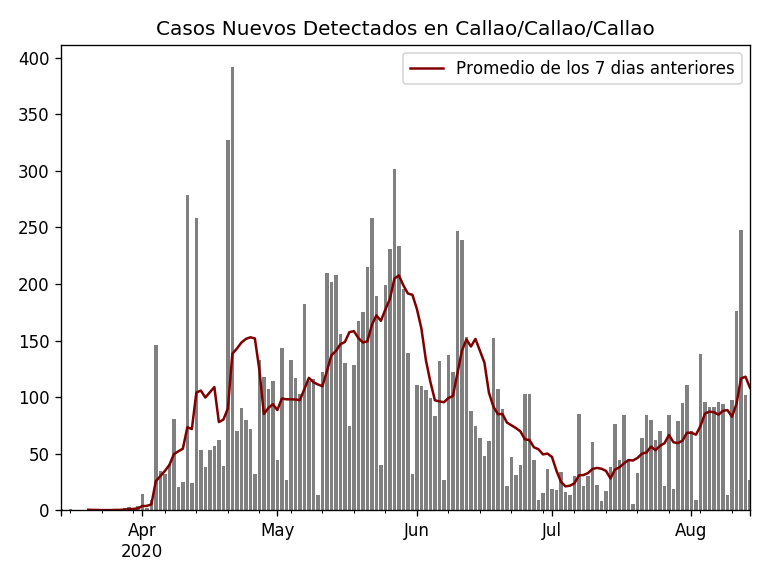 Casos Nuevos Detectados en Callao/Callao/Callao
Promedio de los 7 dias anteriores
400
350
300
250
200
150
100
50
0
Apr
2020
May
Jun
Jul
Aug